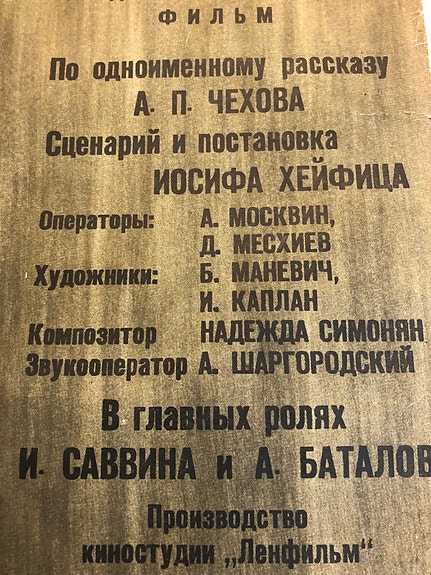 ФИЛЬМ
По одноименному рассказу
А. П. ЧЕХОВА
Сценарий и постановка
ИОСИФА ХЕЙФИЦА
Операторы: А. МОСКВИН,
Д. МЕСХИЕВ
Художники: Б. МАНЕВИЧ,
И. КАПЛАН
Композитор НАДЕЖДА СИМОНЯН
Звукооператор А. ШАРГОРОДСКИЙ
В главных ролях
И. САВВИНА и А. БАТАЛОВ
Производство
киностудии „Ленфильм“